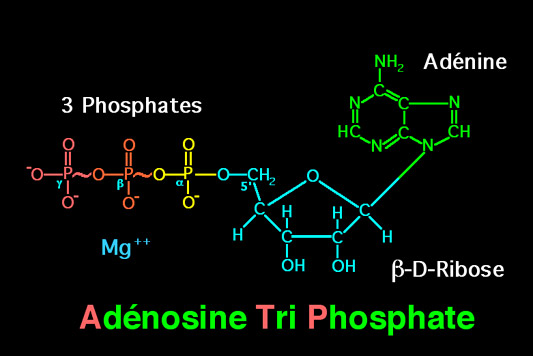 NH2 Adénine
3 Phosphates
N C C N
HC N C N CH
O O O
-O P ~ O P ~ O P O CH2 O
γ β α 5'
O- O- O-
C H H C
H C C H
Mg++
OH OH
β-D-Ribose
Adénosine Tri Phosphate